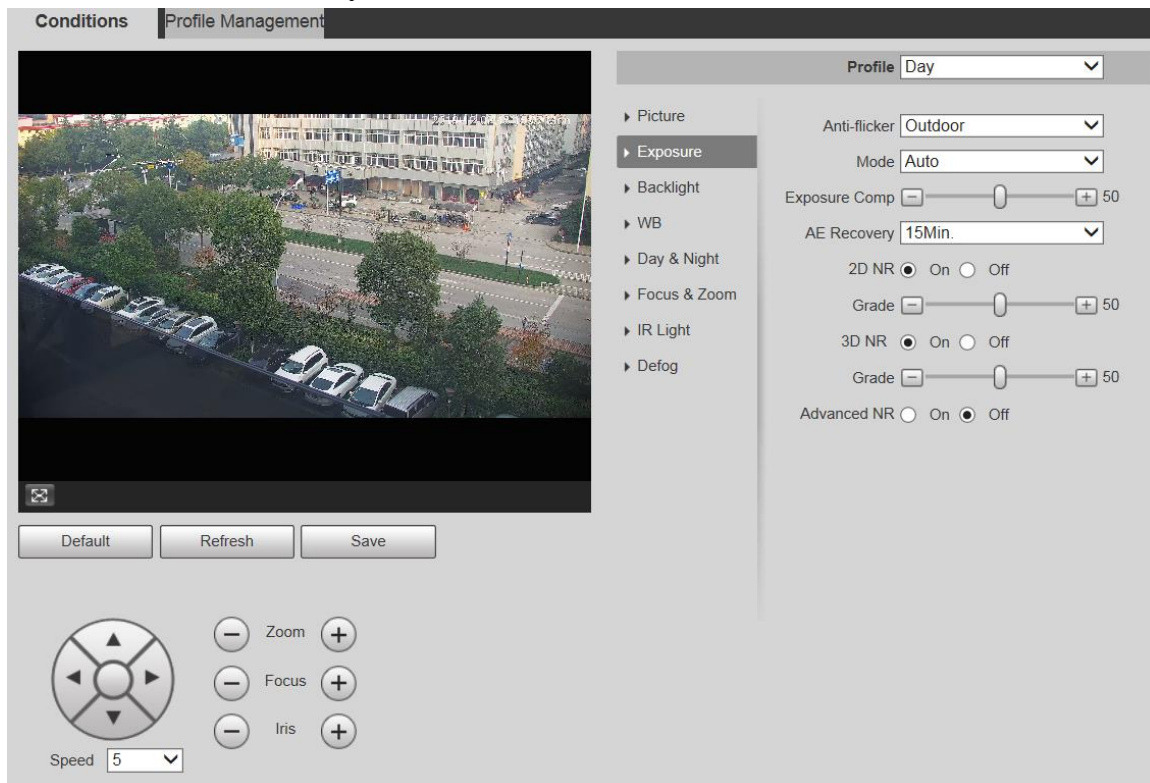 Conditions
Profile Management
Profile Day
Picture
Exposure
Backlight
WB
Day & Night
Focus & Zoom
IR Light
Defog
Anti-flicker Outdoor
Mode Auto
Exposure Comp 50
AE Recovery 15Min.
2D NR On Off
Grade 50
3D NR On Off
Grade 50
Advanced NR On Off
Default Refresh Save
Zoom
Focus
Iris
Speed 5